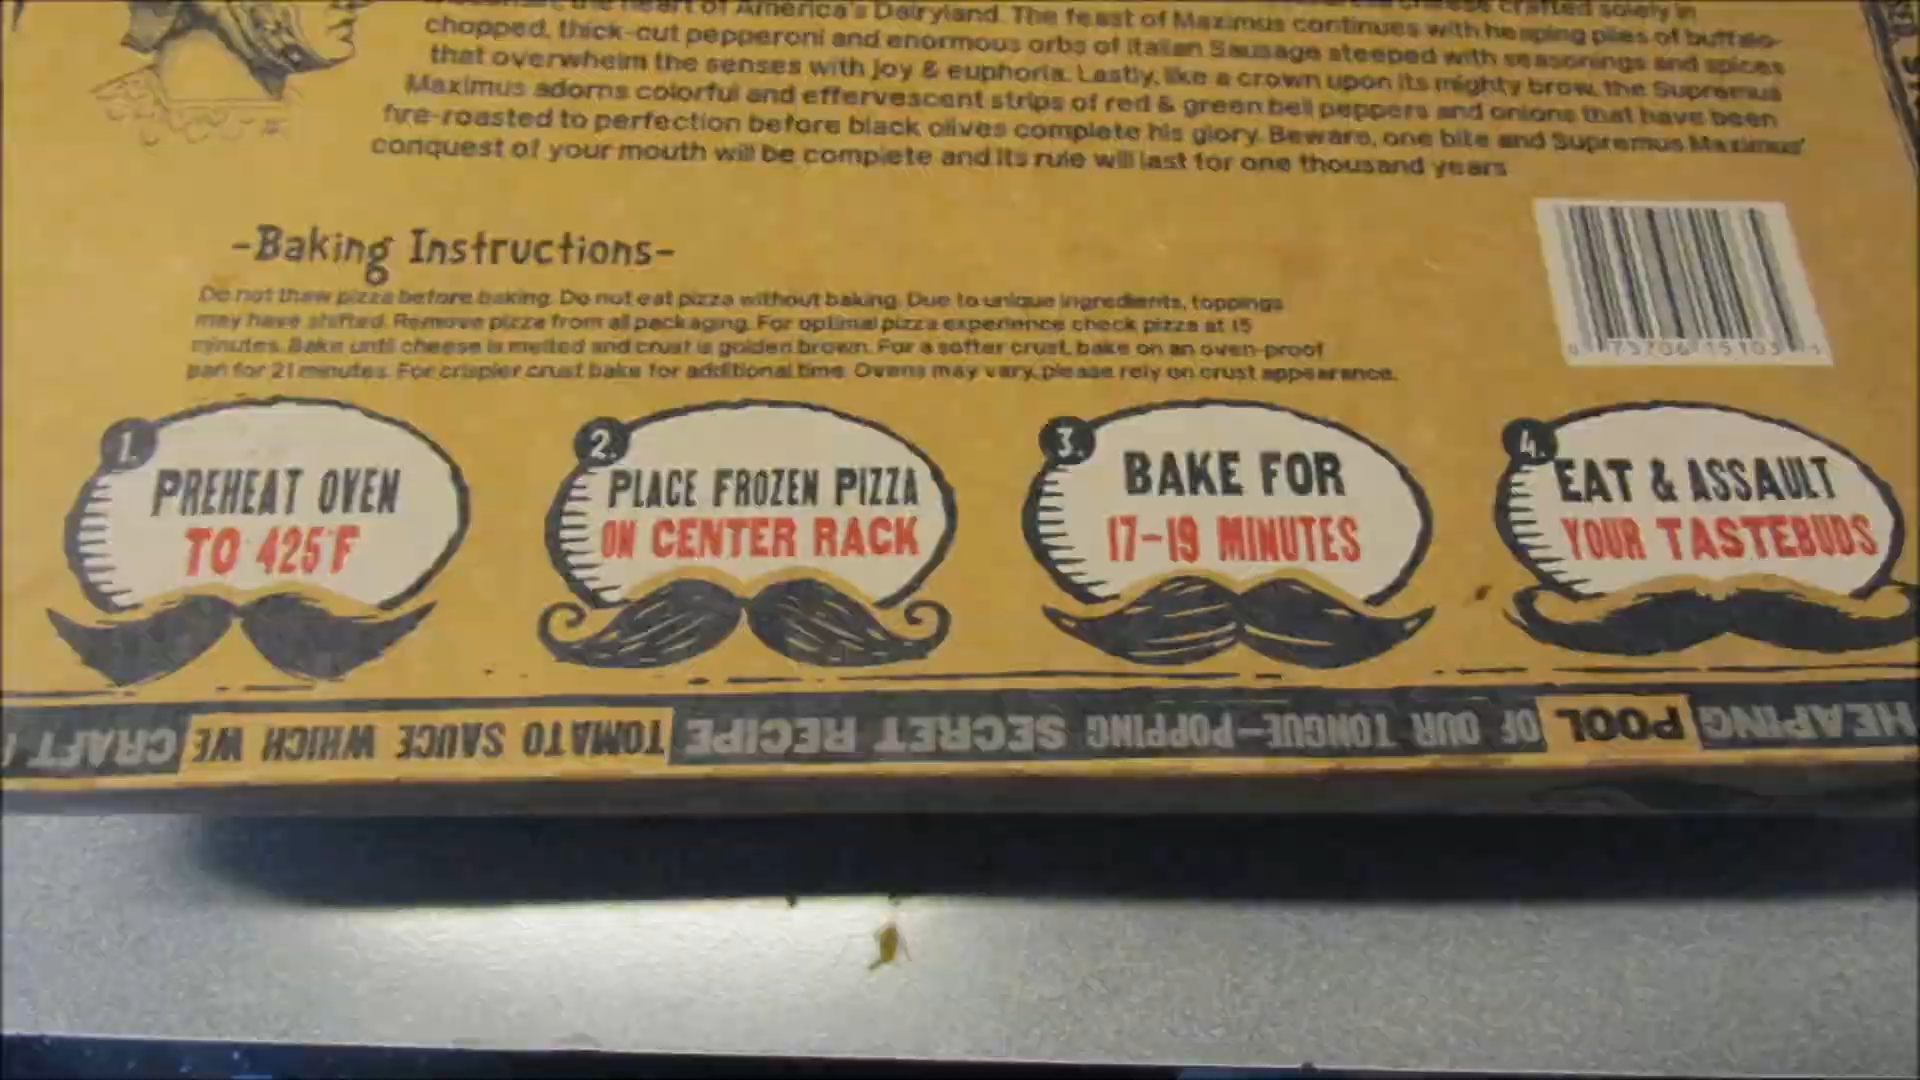 the heart of America's Dairyland. The feast of Maximus continues with heaping piles of buffalo-
chopped, thick-cut pepperoni and enormous orbs of Italian Sausage steeped with seasonings and spices
that overwhelm the senses with joy & euphoria. Lastly, like a crown upon its mighty brow, the Supremus
Maximus adorns colorful and effervescent strips of red & green bell peppers and onions that have been
fire-roasted to perfection before black olives complete his glory. Beware, one bite and Supremus Maximus'
conquest of your mouth will be complete and its rule will last for one thousand years
-Baking Instructions-
Do not thaw pizza before baking. Do not eat pizza without baking. Due to unique ingredients, toppings
may have shifted. Remove pizza from all packaging. For optimal pizza experience check pizza at 15
minutes. Bake until cheese is melted and crust is golden brown. For a softer crust, bake on an oven-proof
pan for 21 minutes. For crispier crust bake for additional time. Ovens may vary, please rely on crust appearance.
1.
PREHEAT OVEN
TO 425°F
2.
PLACE FROZEN PIZZA
ON CENTER RACK
3.
BAKE FOR
17-19 MINUTES
4.
EAT & ASSAULT
YOUR TASTEBUDS
HEAPING POOL OF OUR TONGUE-POPPING SECRET RECIPE TOMATO SAUCE WHICH WE CRAFT